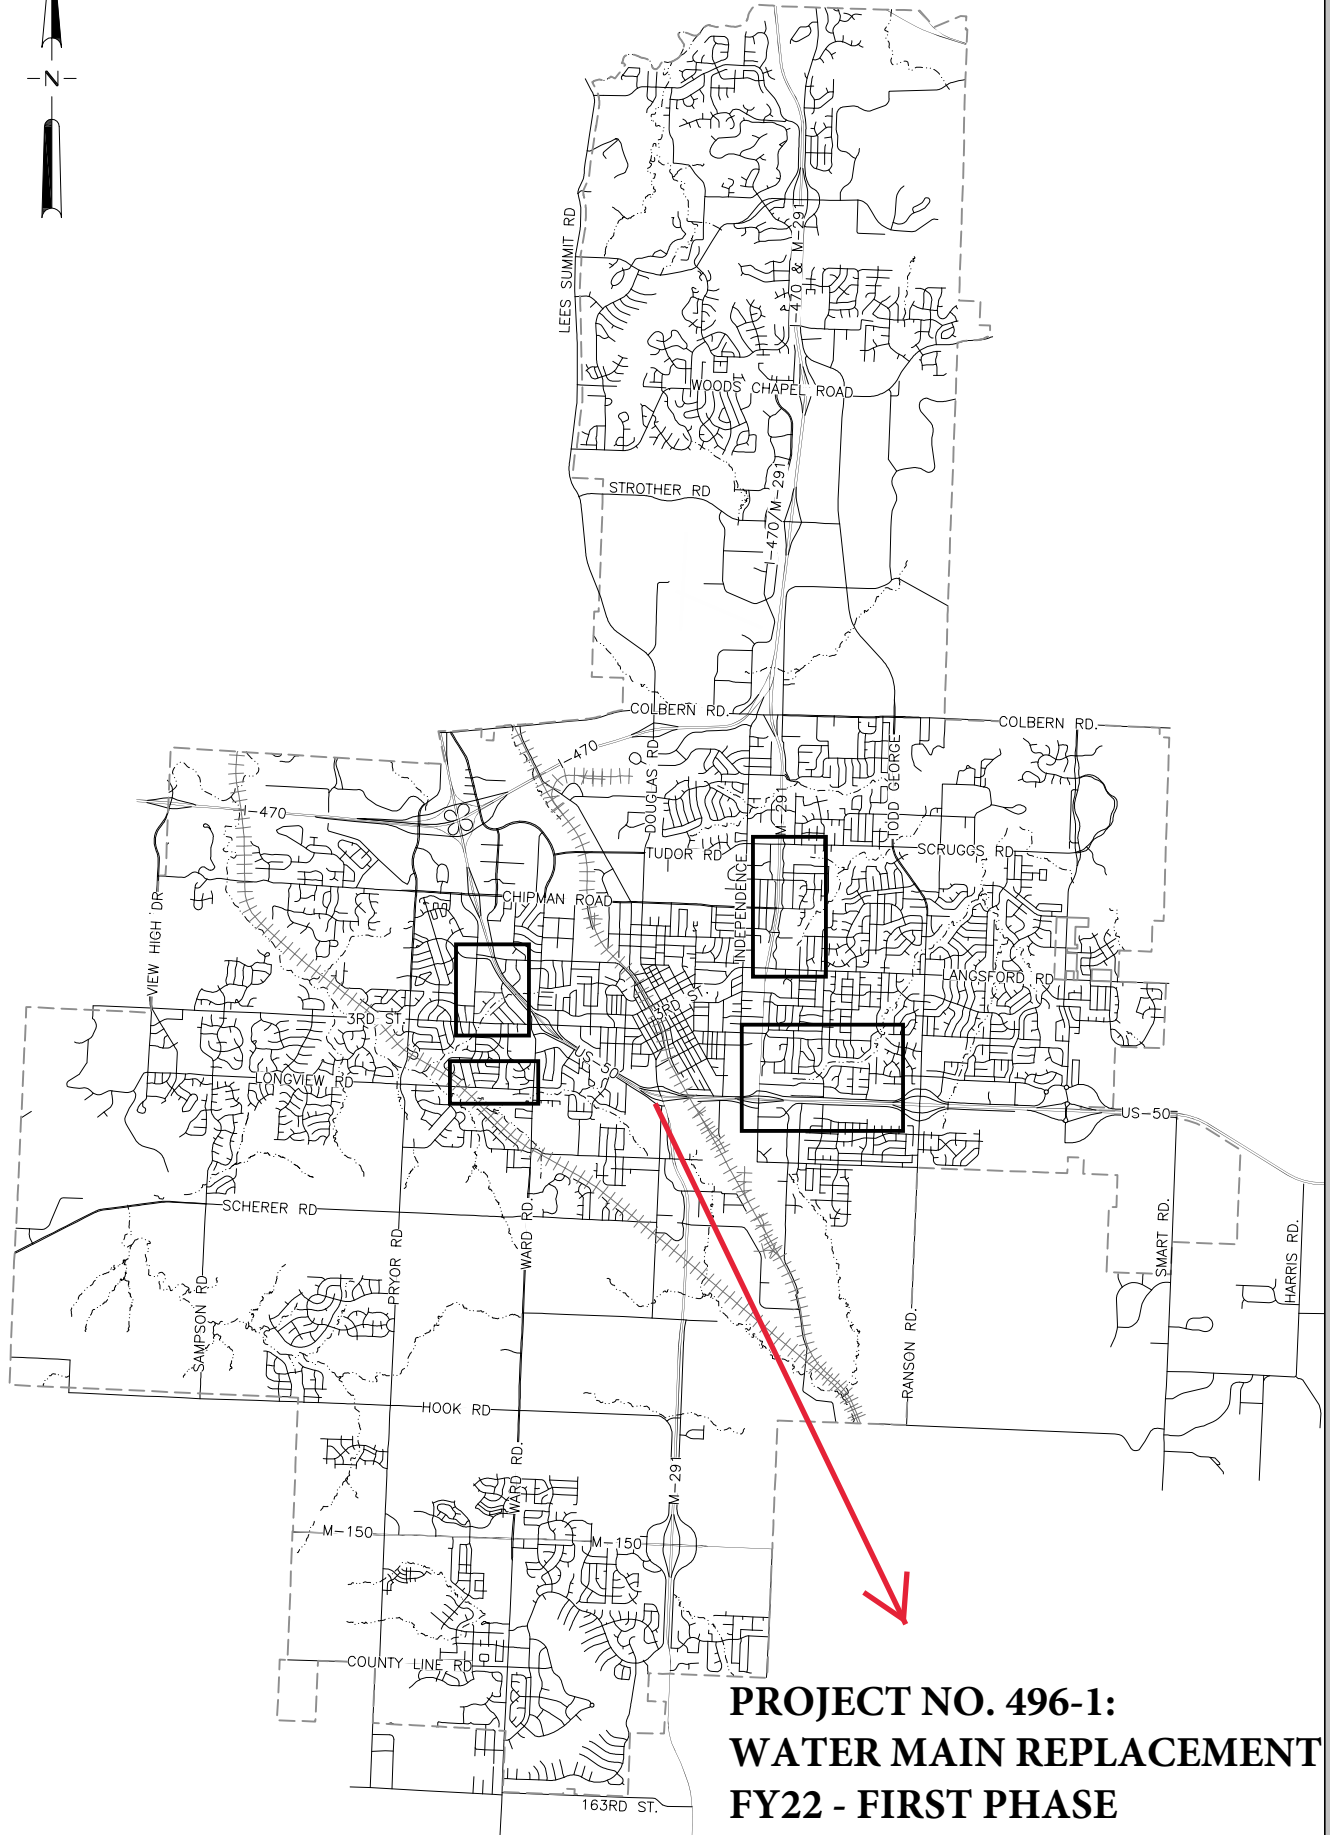 N
LEES SUMMIT RD
I-470 & M-291
WOODS CHAPEL ROAD
STROTHER RD
I-470/M-291
COLBERN RD.
COLBERN RD.
I-470
DOUGLAS RD
TODD GEORGE
I-470
M-291
TUDOR RD
SCRUGGS RD
INDEPENDENCE
CHIPMAN ROAD
VIEW HIGH DR
LANGSFORD RD
3RD ST.
3RD ST
US-50
LONGVIEW RD
US-50
SCHERER RD
WARD RD.
PRYOR RD
SMART RD.
HARRIS RD.
SAMPSON RD
RANSON RD.
HOOK RD
WARD RD.
M-291
M-150
M-150
COUNTY LINE RD
163RD ST.
PROJECT NO. 496-1:
WATER MAIN REPLACEMENT
FY22 - FIRST PHASE